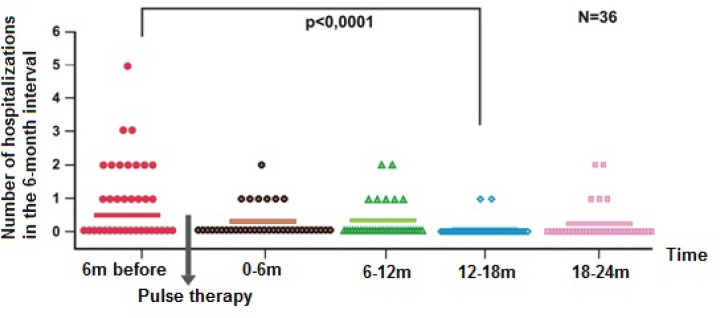 p<0,0001
N=36
Number of hospitalizations
in the 6-month interval
6
5
4
3
2
1
0
Time
6m before
0-6m
6-12m
12-18m
18-24m
Pulse therapy